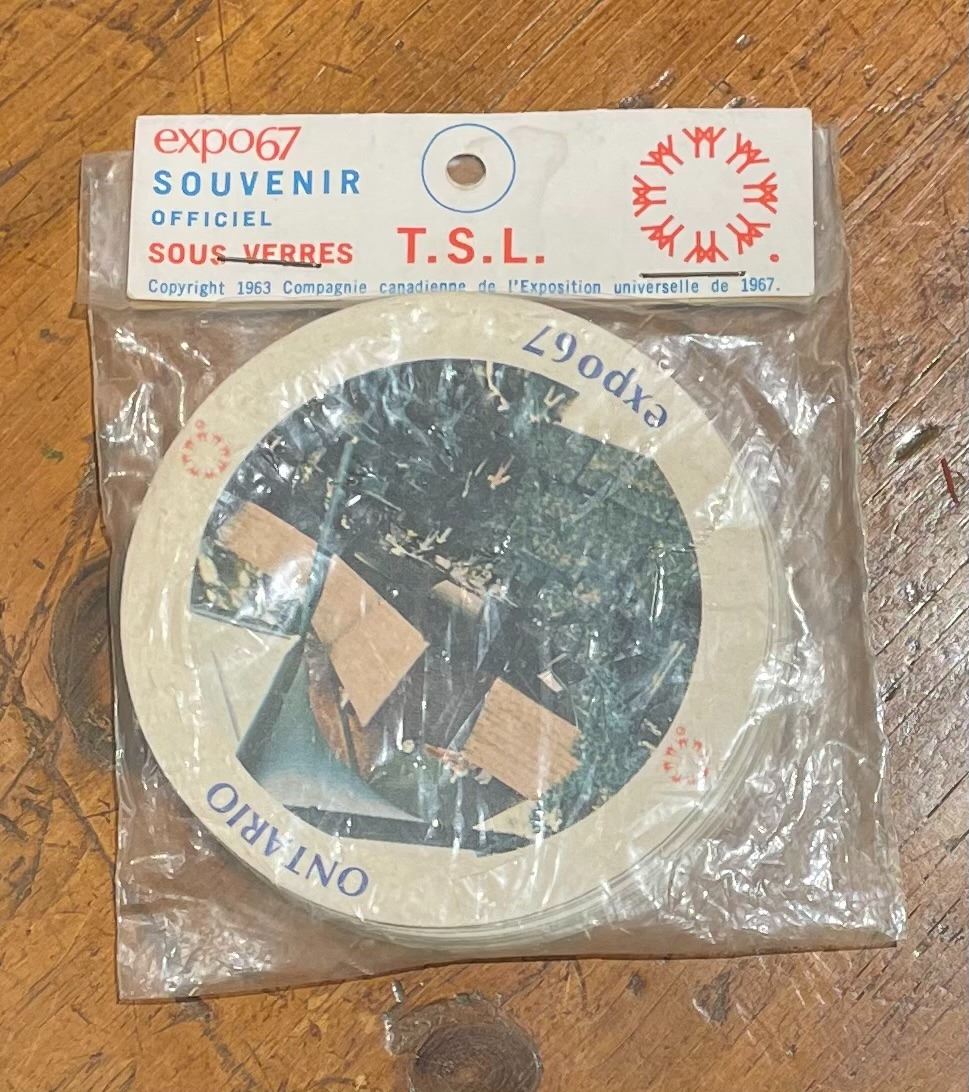 expo67
SOUVENIR
OFFICIEL
SOUS VERRES
T.S.L.
Copyright 1963 Compagnie canadienne de l'Exposition universelle de 1967.
expo67
ONTARIO